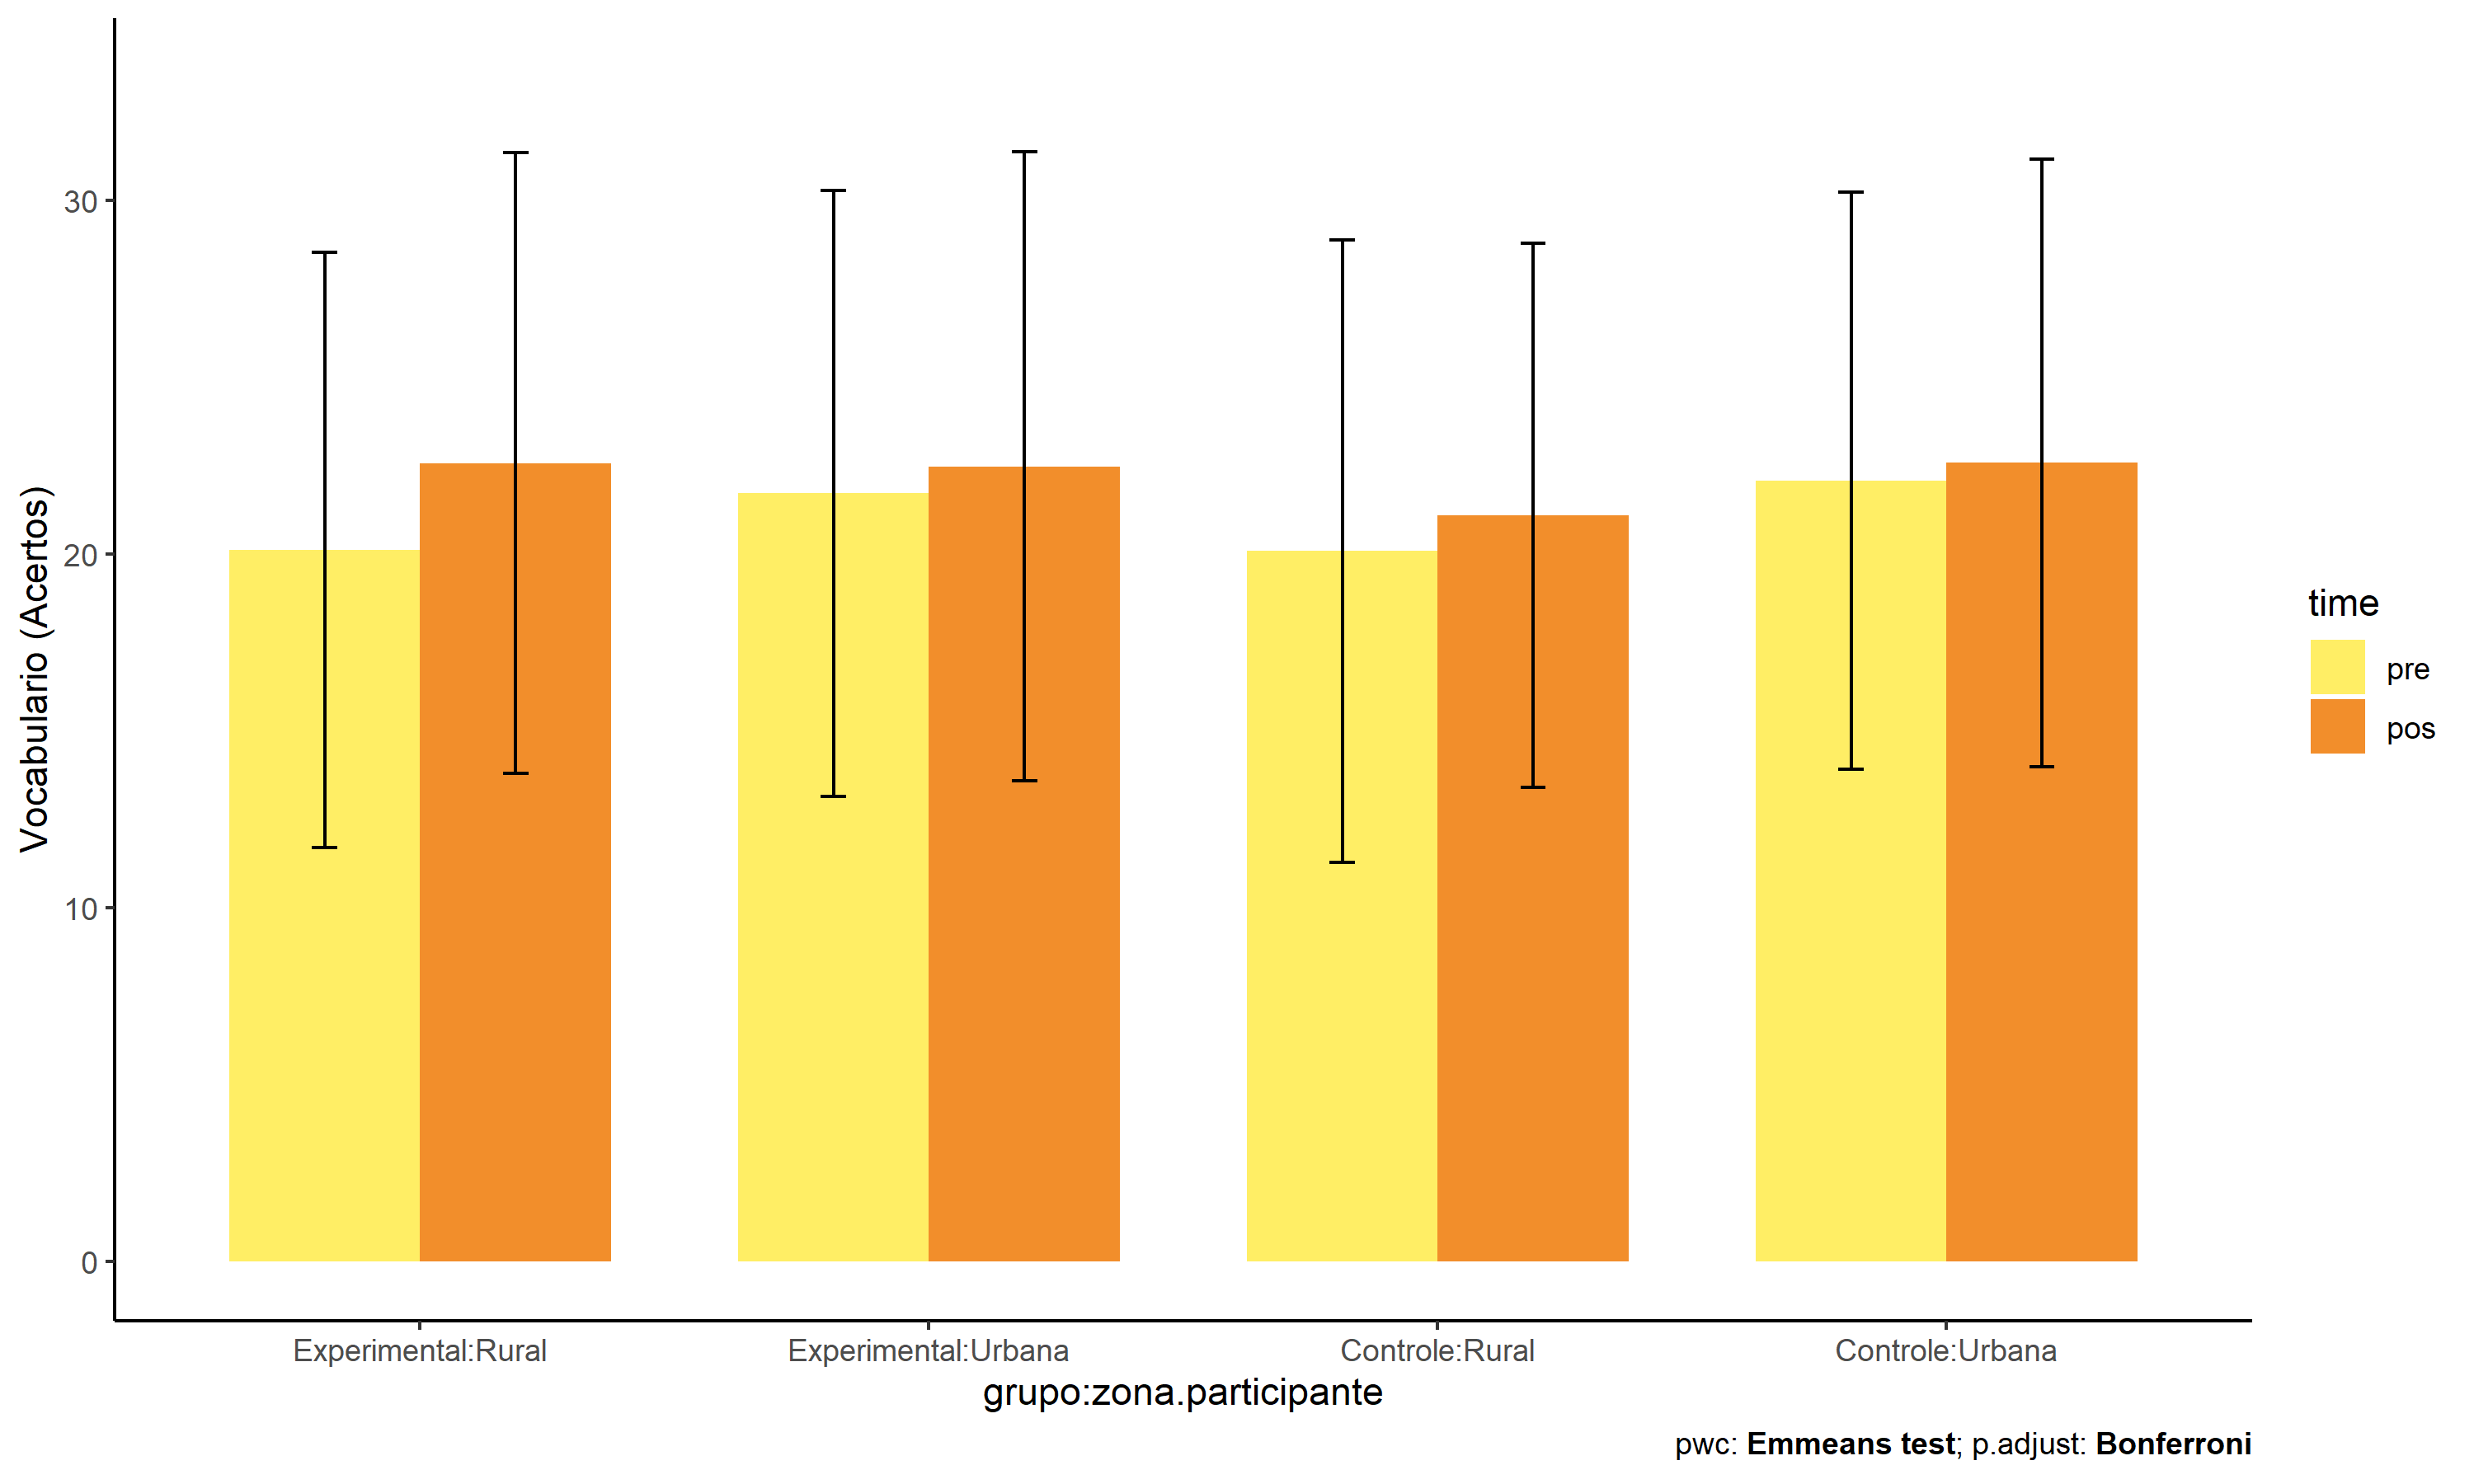 Vocabulario (Acertos)
30
20
10
0
Experimental:Rural
Experimental:Urbana
Controle:Rural
Controle:Urbana
grupo:zona.participante
time
pre
pos
pwc: Emmeans test; p.adjust: Bonferroni